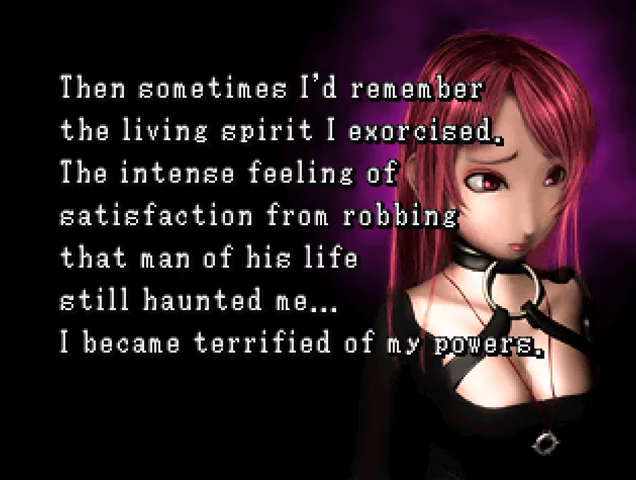 Then sometimes I'd remember
the living spirit I exorcised.
The intense feeling of
satisfaction from robbing
that man of his life
still haunted me...
I became terrified of my powers.